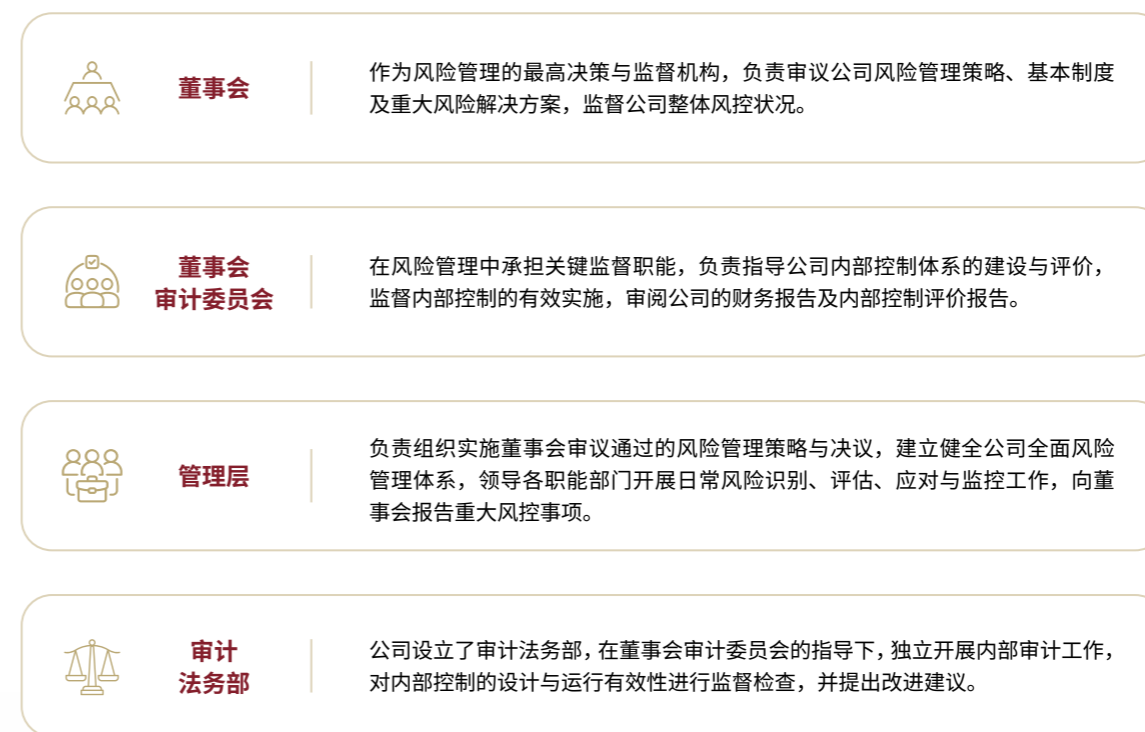 董事会
作为风险管理的最高决策与监督机构，负责审议公司风险管理策略、基本制度
及重大风险解决方案，监督公司整体风控状况。
董事会
审计委员会
在风险管理中承担关键监督职能，负责指导公司内部控制体系的建设与评价，
监督内部控制的有效实施，审阅公司的财务报告及内部控制评价报告。
管理层
负责组织实施董事会审议通过的风险管理策略与决议，建立健全公司全面风险
管理体系，领导各职能部门开展日常风险识别、评估、应对与监控工作，向董
事会报告重大风控事项。
审计
法务部
公司设立了审计法务部，在董事会审计委员会的指导下，独立开展内部审计工作，
对内部控制的设计与运行有效性进行监督检查，并提出改进建议。